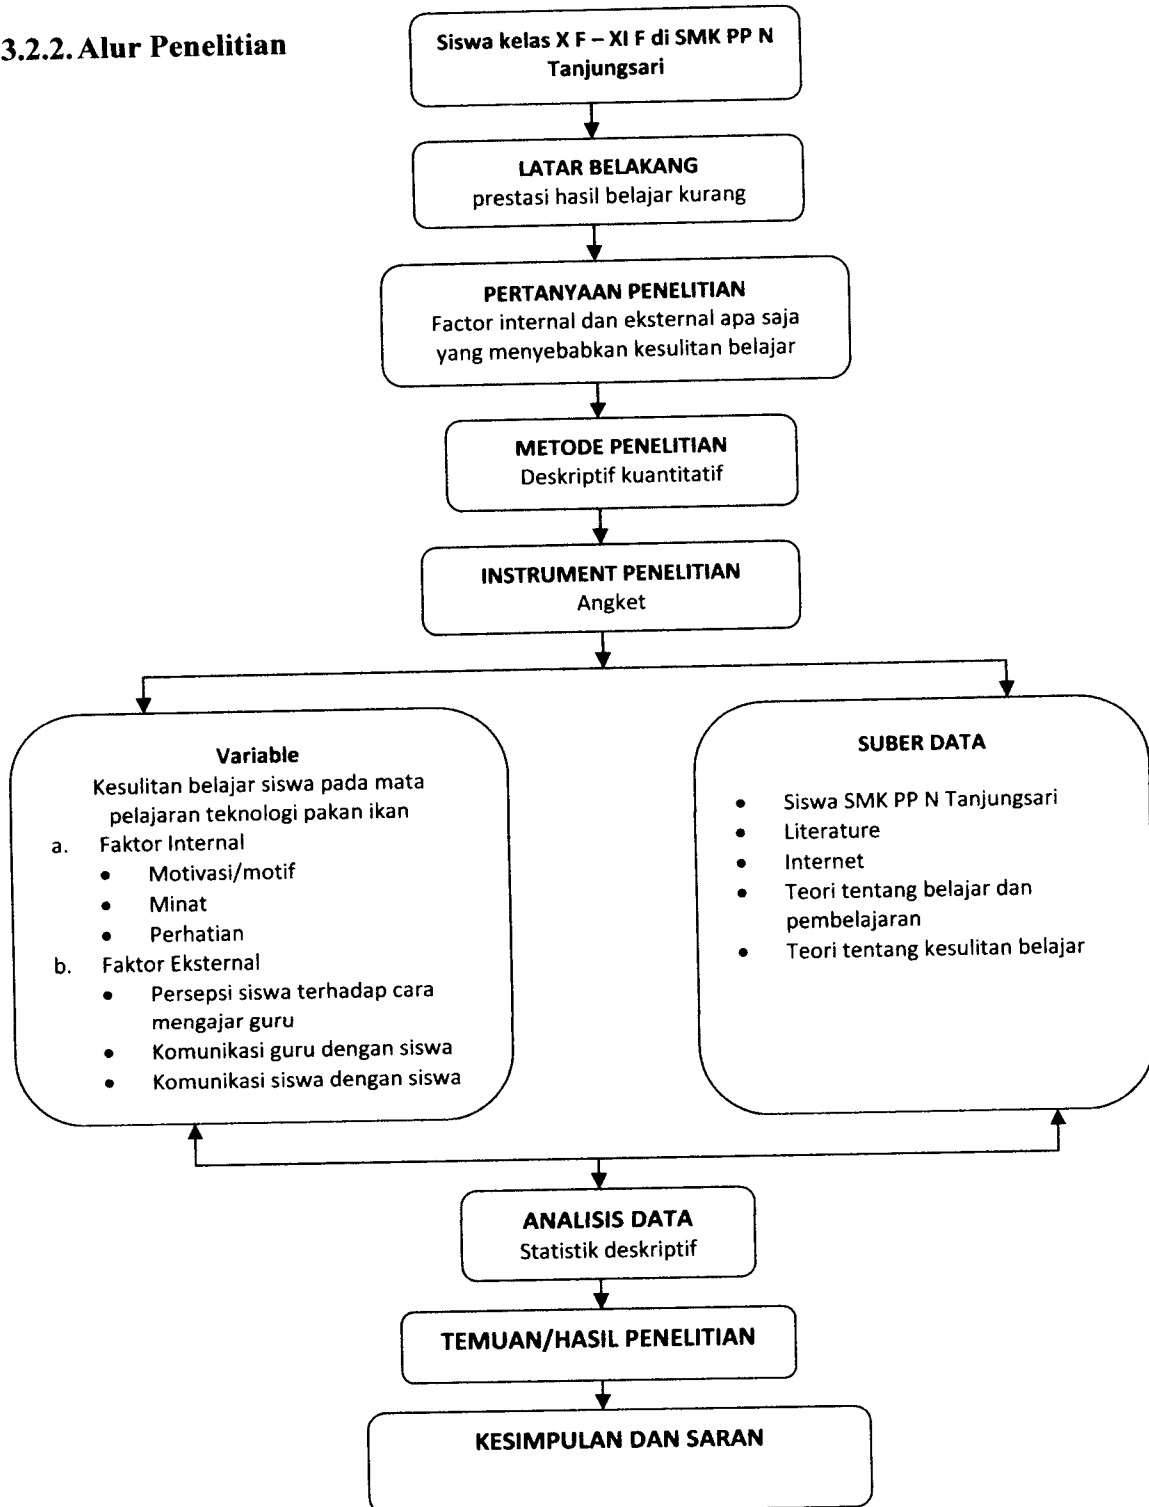 3.2.2. Alur Penelitian
Siswa kelas X F – XI F di SMK PP N
Tanjungsari
LATAR BELAKANG
prestasi hasil belajar kurang
PERTANYAAN PENELITIAN
Factor internal dan eksternal apa saja
yang menyebabkan kesulitan belajar
METODE PENELITIAN
Deskriptif kuantitatif
INSTRUMENT PENELITIAN
Angket
Variable
Kesulitan belajar siswa pada mata
pelajaran teknologi pakan ikan
a. Faktor Internal
• Motivasi/motif
• Minat
• Perhatian
b. Faktor Eksternal
• Persepsi siswa terhadap cara
mengajar guru
• Komunikasi guru dengan siswa
• Komunikasi siswa dengan siswa
SUBER DATA
• Siswa SMK PP N Tanjungsari
• Literature
• Internet
• Teori tentang belajar dan
pembelajaran
• Teori tentang kesulitan belajar
ANALISIS DATA
Statistik deskriptif
TEMUAN/HASIL PENELITIAN
KESIMPULAN DAN SARAN